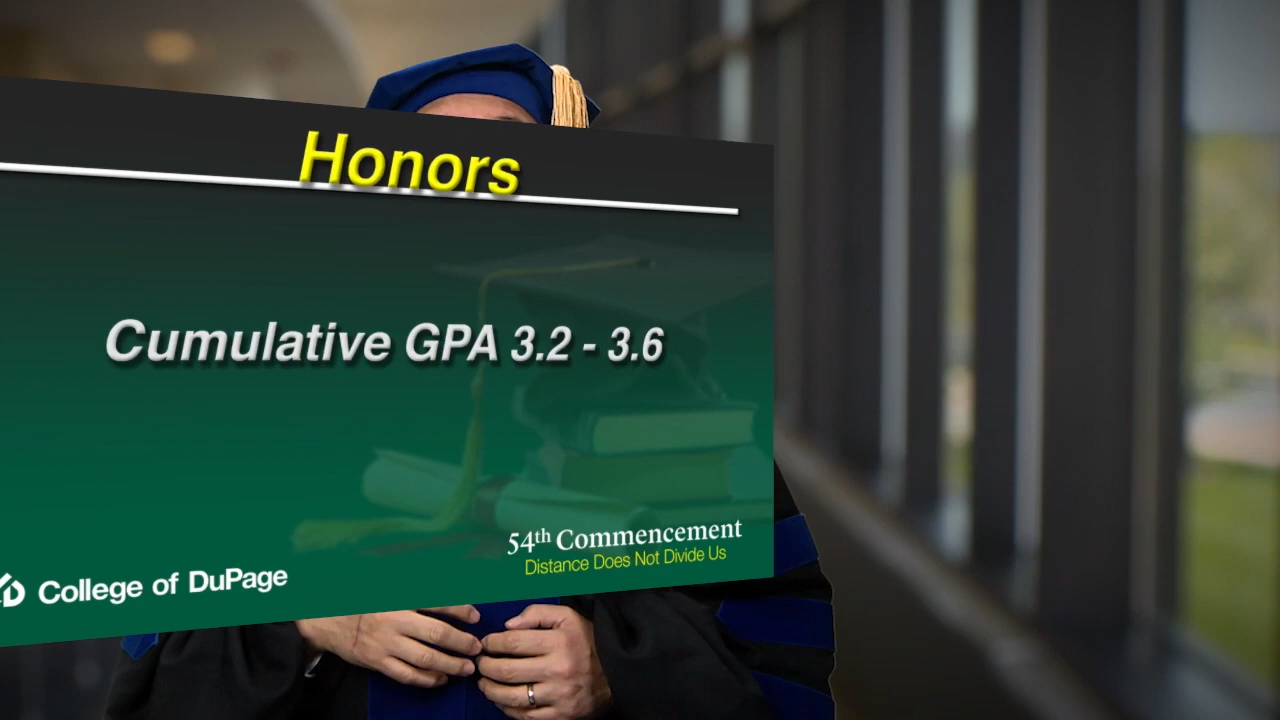 Honors
Cumulative GPA 3.2 - 3.6
54th Commencement
Distance Does Not Divide Us
College of DuPage